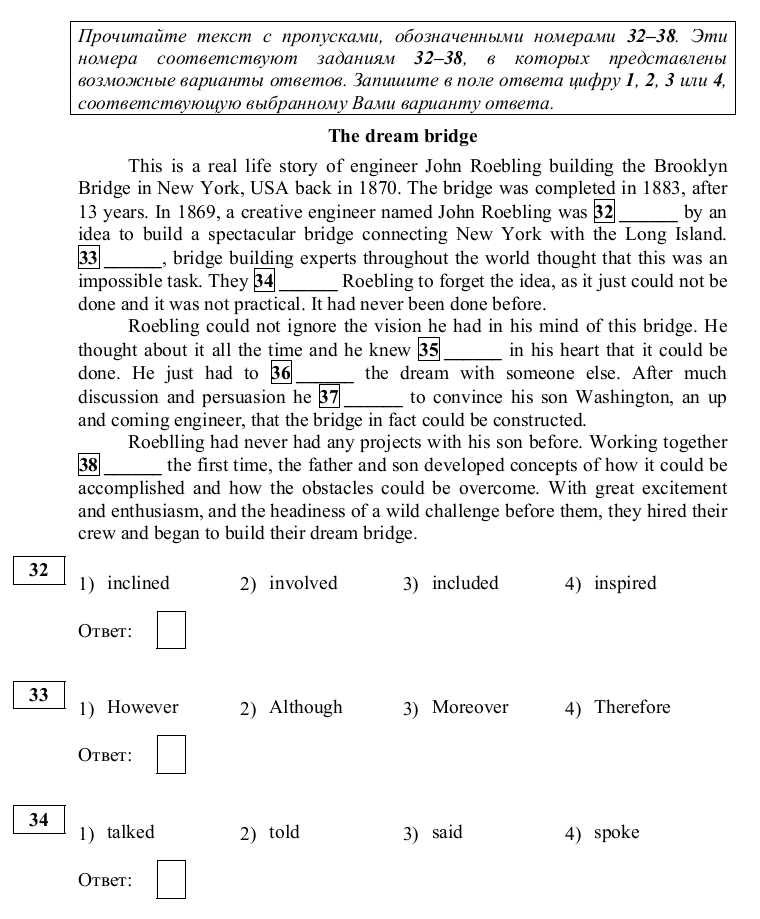 Прочитайте текст с пропусками, обозначенными номерами 32–38. Эти
номера соответствуют заданиям 32–38, в которых представлены
возможные варианты ответов. Запишите в поле ответа цифру 1, 2, 3 или 4,
соответствующую выбранному Вами варианту ответа.
The dream bridge
This is a real life story of engineer John Roebling building the Brooklyn
Bridge in New York, USA back in 1870. The bridge was completed in 1883, after
13 years. In 1869, a creative engineer named John Roebling was 32 ______ by an
idea to build a spectacular bridge connecting New York with the Long Island.
33 ______, bridge building experts throughout the world thought that this was an
impossible task. They 34 ______ Roebling to forget the idea, as it just could not be
done and it was not practical. It had never been done before.
Roebling could not ignore the vision he had in his mind of this bridge. He
thought about it all the time and he knew 35 ______ in his heart that it could be
done. He just had to 36 ______ the dream with someone else. After much
discussion and persuasion he 37 ______ to convince his son Washington, an up
and coming engineer, that the bridge in fact could be constructed.
Roeblling had never had any projects with his son before. Working together
38 ______ the first time, the father and son developed concepts of how it could be
accomplished and how the obstacles could be overcome. With great excitement
and enthusiasm, and the headiness of a wild challenge before them, they hired their
crew and began to build their dream bridge.
32
1) inclined 2) involved 3) included 4) inspired
Ответ:
33
1) However 2) Although 3) Moreover 4) Therefore
Ответ:
34
1) talked 2) told 3) said 4) spoke
Ответ: